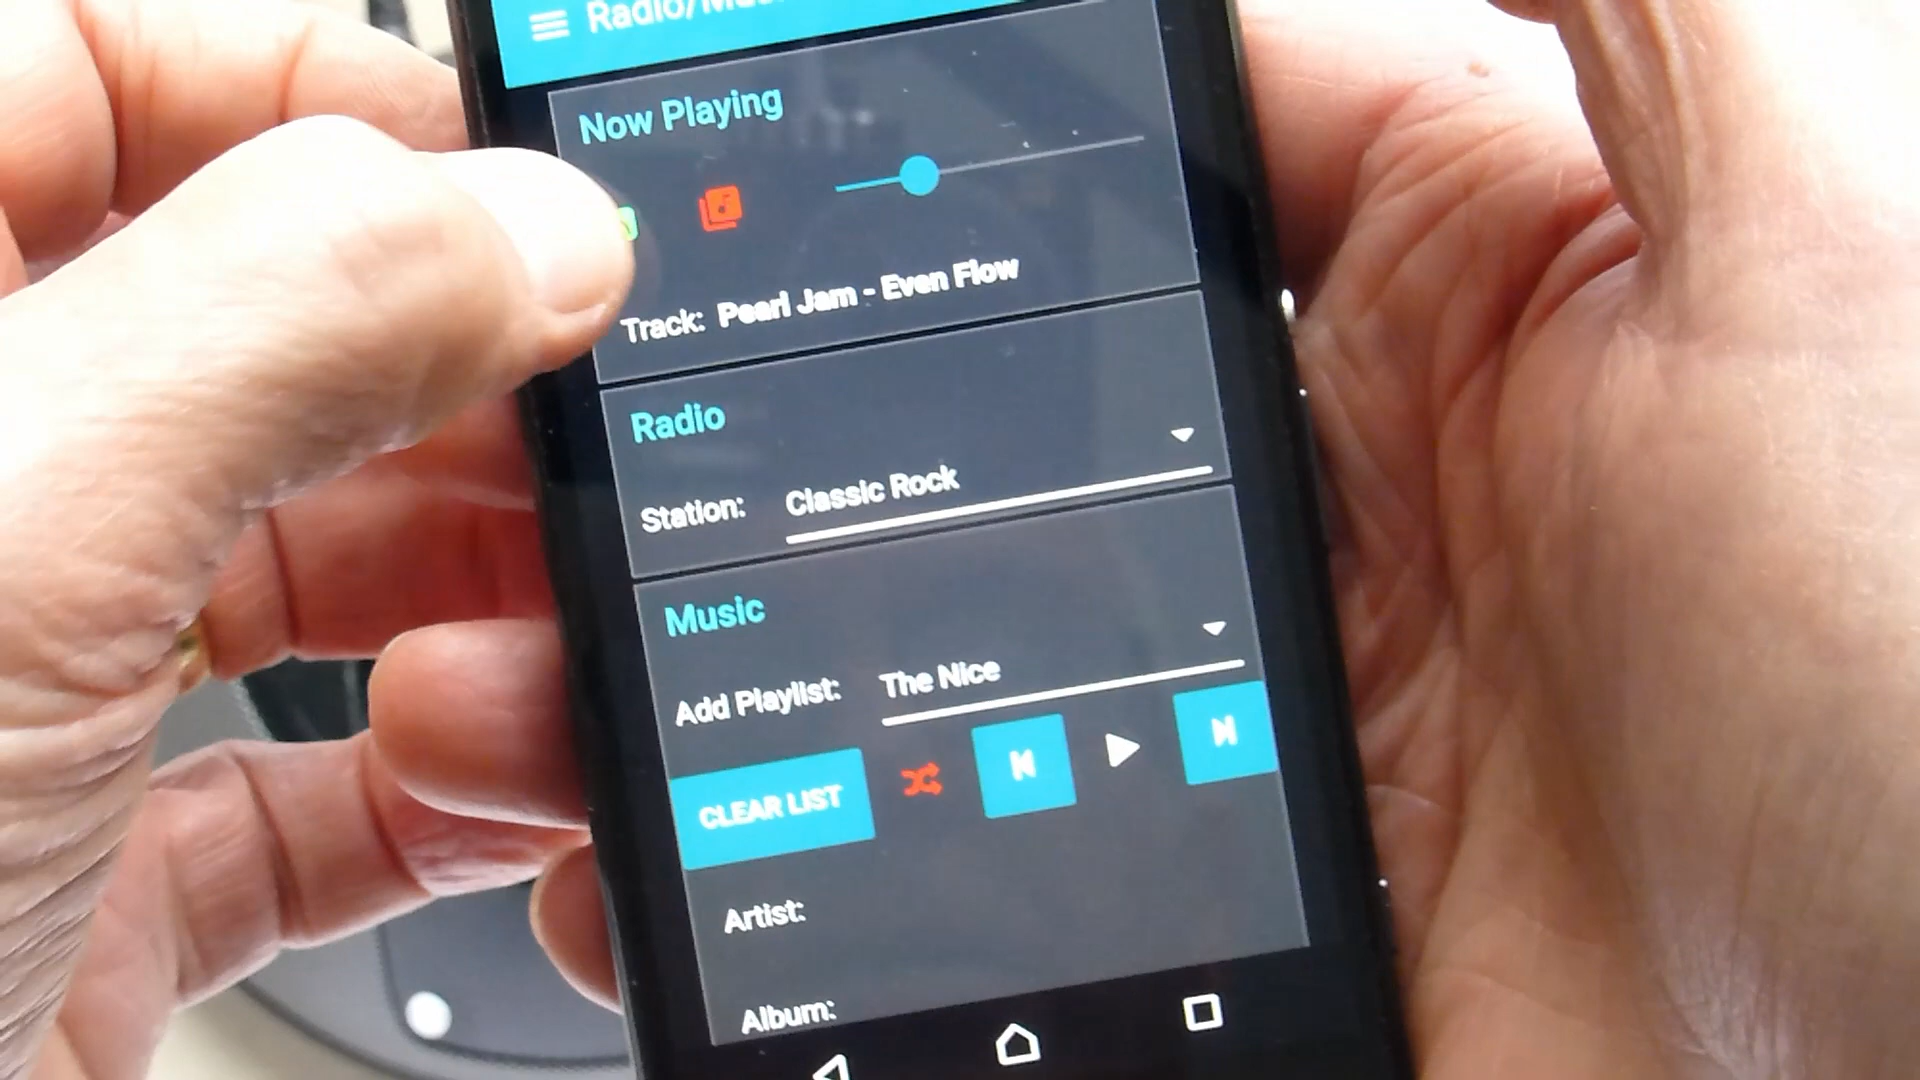 Radio/
Now Playing
Track: Pearl Jam - Even Flow
Radio
Station: Classic Rock
Music
Add Playlist: The Nice
CLEAR LIST
Artist:
Album: